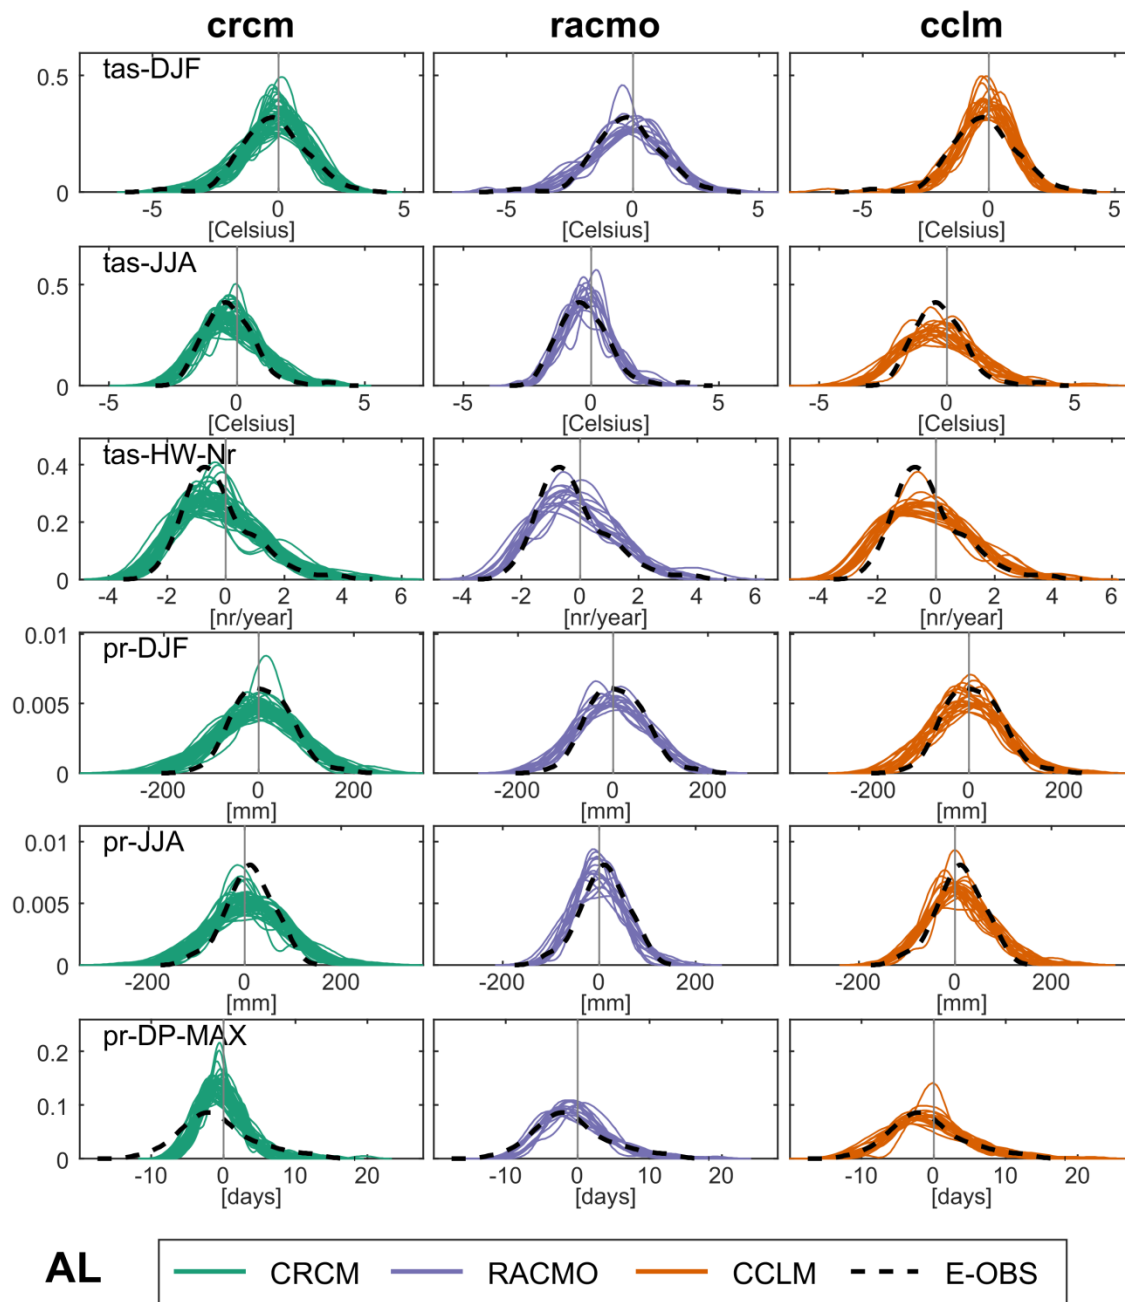 crcm racmo cclm
tas-DJF
0.5
0
-5 0 5 -5 0 5 -5 0 5
[Celsius] [Celsius] [Celsius]
tas-JJA
0.5
0
-5 0 5 -5 0 5 -5 0 5
[Celsius] [Celsius] [Celsius]
tas-HW-Nr
0.4
0.2
0
-4 -2 0 2 4 6 -4 -2 0 2 4 6 -4 -2 0 2 4 6
[nr/year] [nr/year] [nr/year]
0.01
pr-DJF
0.005
0
-200 0 200 -200 0 200 -200 0 200
[mm] [mm] [mm]
0.01
pr-JJA
0.005
0
-200 0 200 -200 0 200 -200 0 200
[mm] [mm] [mm]
pr-DP-MAX
0.2
0.1
0
-10 0 10 20 -10 0 10 20 -10 0 10 20
[days] [days] [days]
AL CRCM RACMO CCLM E-OBS